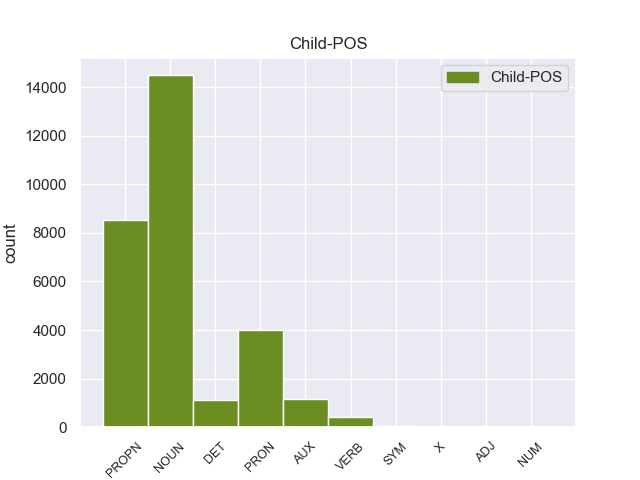 Child-POS
Child-POS
14000
12000
10000
8000
6000
4000
2000
0
count
PROPN
NOUN
DET
PRON
AUX
VERB
SYM
X
ADJ
NUM